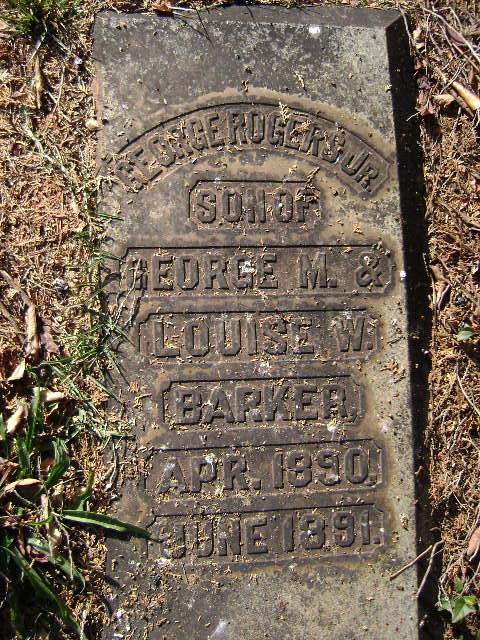 GEORGE ROGERS JR.
SON OF
GEORGE M. &
LOUISE W.
BARKER,
APR. 1890,
JUNE 1891.